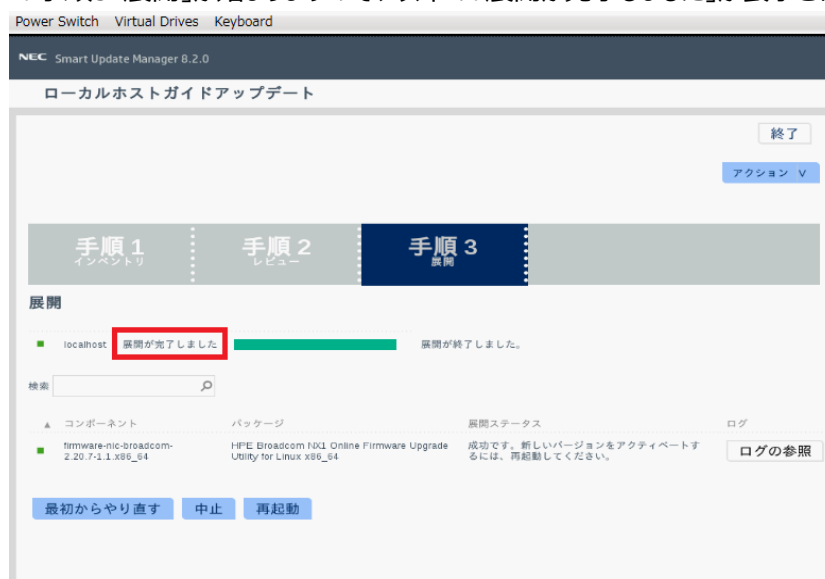 Power Switch Virtual Drives Keyboard
NEC Smart Update Manager 8.2.0
ローカルホストガイドアップデート
終了
アクション ∨
手順1
インベントリ
手順2
レビュー
手順3
展開
展開
localhost 展開が完了しました 展開が終了しました。
検索
▲ コンポーネント パッケージ 展開ステータス ログ
firmware-nic-broadcom-
2.20.7-1.1.x86_64
HPE Broadcom NX1 Online Firmware Upgrade
Utility for Linux x86_64
成功です。新しいバージョンをアクティベートす
るには、再起動してください。
ログの参照
最初からやり直す 中止 再起動